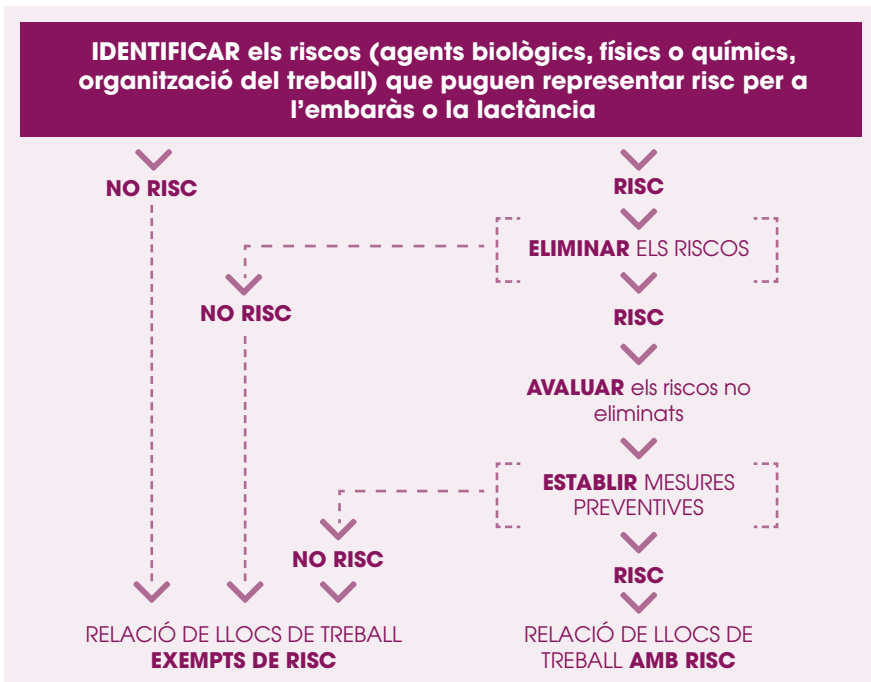 IDENTIFICAR els riscos (agents biològics, físics o químics,
organització del treball) que puguen representar risc per a
l'embaràs o la lactància
NO RISC
RISC
ELIMINAR ELS RISCOS
NO RISC
RISC
AVALUAR els riscos no
eliminats
ESTABLIR MESURES
PREVENTIVES
NO RISC
RISC
RELACIÓ DE LLOCS DE TREBALL
EXEMPTS DE RISC
RELACIÓ DE LLOCS DE
TREBALL AMB RISC